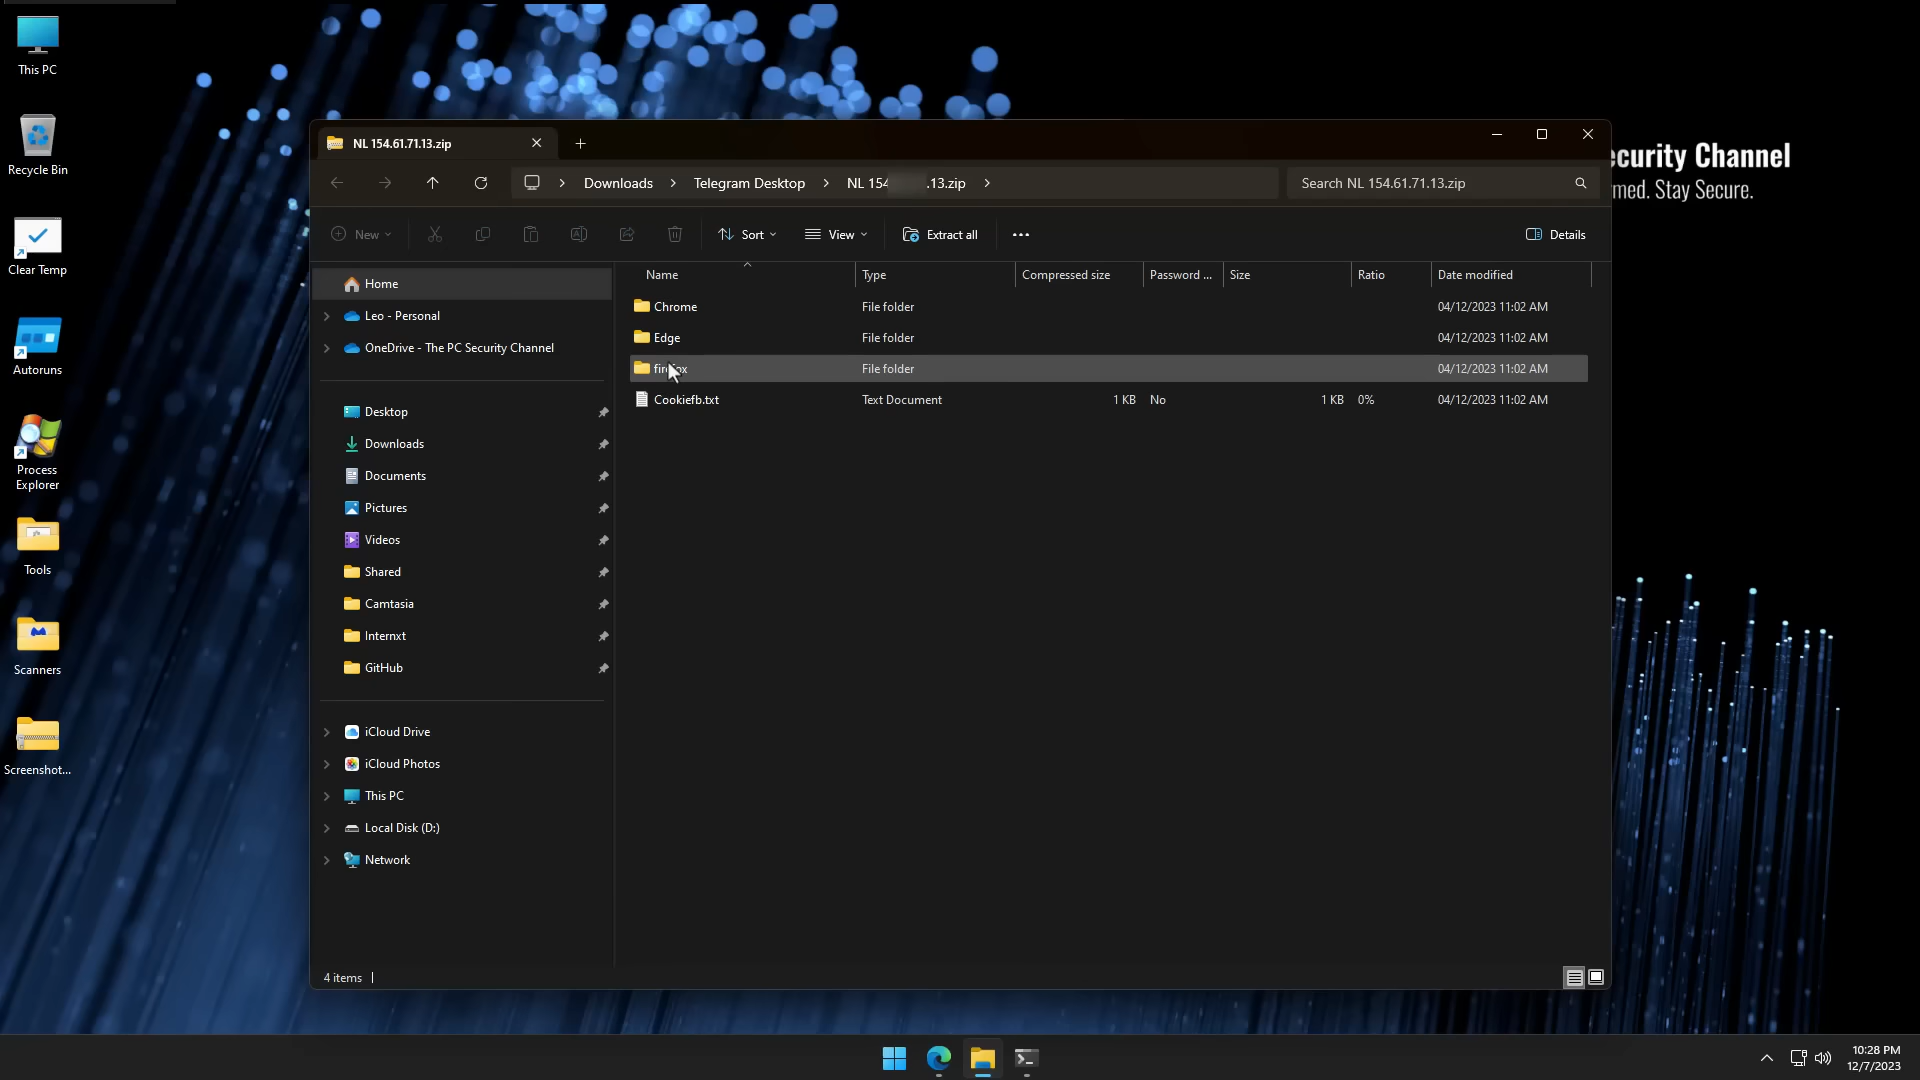 This PC
Recycle Bin
Clear Temp
Autoruns
Process
Explorer
Tools
Scanners
Screenshot...
ecurity Channel
rmed. Stay Secure.
NL 154.61.71.13.zip
Downloads
Telegram Desktop
NL 154 .13.zip
Search NL 154.61.71.13.zip
New
Sort
View
Extract all
Details
Home
Leo - Personal
OneDrive - The PC Security Channel
Desktop
Downloads
Documents
Pictures
Videos
Shared
Camtasia
Internxt
GitHub
iCloud Drive
iCloud Photos
This PC
Local Disk (D:)
Network
Name Type Compressed size Password ... Size Ratio Date modified
Chrome File folder 04/12/2023 11:02 AM
Edge File folder 04/12/2023 11:02 AM
firefox File folder 04/12/2023 11:02 AM
Cookiefb.txt Text Document 1 KB No 1 KB 0% 04/12/2023 11:02 AM
4 items
10:28 PM
12/7/2023